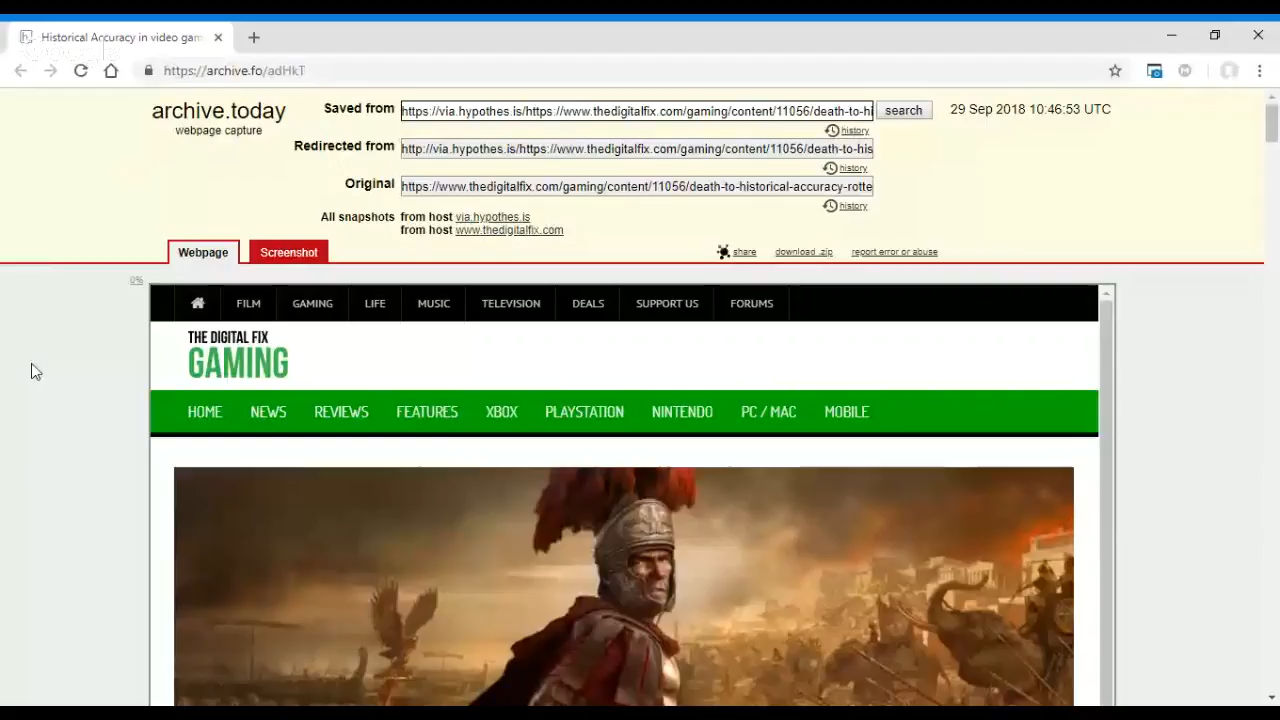 Historical Accuracy in video gam
https://archive.fo/adHkT
archive.today
webpage capture
Saved from
https://via.hypothes.is/https://www.thedigitalfix.com/gaming/content/11056/death-to-hi
search
29 Sep 2018 10:46:53 UTC
history
Redirected from
http://via.hypothes.is/https://www.thedigitalfix.com/gaming/content/11056/death-to-his
history
Original
https://www.thedigitalfix.com/gaming/content/11056/death-to-historical-accuracy-rotte
history
All snapshots from host via.hypothes.is
from host www.thedigitalfix.com
Webpage Screenshot share download .zip report error or abuse
0%
FILM GAMING LIFE MUSIC TELEVISION DEALS SUPPORT US FORUMS
THE DIGITAL FIX
GAMING
HOME NEWS REVIEWS FEATURES XBOX PLAYSTATION NINTENDO PC / MAC MOBILE